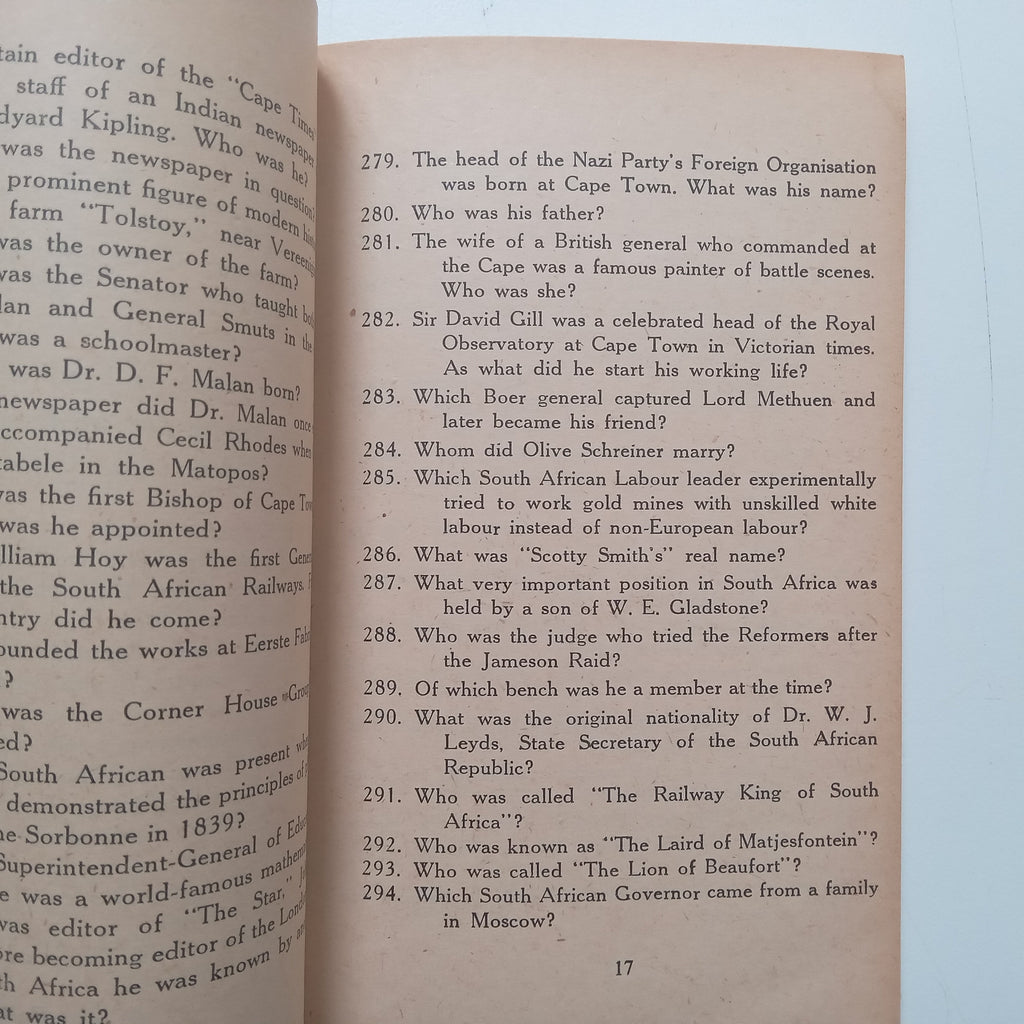 tain editor of the "Cape Times
staff of an Indian newspaper
dyard Kipling. Who was he?
was the newspaper in question?
prominent figure of modern
farm "Tolstoy," near
was the owner of the farm?
was the Senator who taught
lan and General Smuts in the
was a schoolmaster?
was Dr. D. F. Malan born?
newspaper did Dr. Malan once
ccompanied Cecil Rhodes when
tabele in the Matopos?
was the first Bishop of Cape
was he appointed?
lliam Hoy was the first
the South African Railways.
ntry did he come?
ounded the works at Eerste
?
was the Corner House
ed?
South African was present
demonstrated the principles of
he Sorbonne in 1839?
Superintendent-General of
e was a world-famous
was editor of "The Star,"
ore becoming editor of the
th Africa he was known by
at was it?
279. The head of the Nazi Party's Foreign Organisation
was born at Cape Town. What was his name?
280. Who was his father?
281. The wife of a British general who commanded at
the Cape was a famous painter of battle scenes.
Who was she?
282. Sir David Gill was a celebrated head of the Royal
Observatory at Cape Town in Victorian times.
As what did he start his working life?
283. Which Boer general captured Lord Methuen and
later became his friend?
284. Whom did Olive Schreiner marry?
285. Which South African Labour leader experimentally
tried to work gold mines with unskilled white
labour instead of non-European labour?
286. What was "Scotty Smith's" real name?
287. What very important position in South Africa was
held by a son of W. E. Gladstone?
288. Who was the judge who tried the Reformers after
the Jameson Raid?
289. Of which bench was he a member at the time?
290. What was the original nationality of Dr. W. J.
Leyds, State Secretary of the South African
Republic?
291. Who was called "The Railway King of South
Africa"?
292. Who was known as "The Laird of Matjesfontein"?
293. Who was called "The Lion of Beaufort"?
294. Which South African Governor came from a family
in Moscow?
17